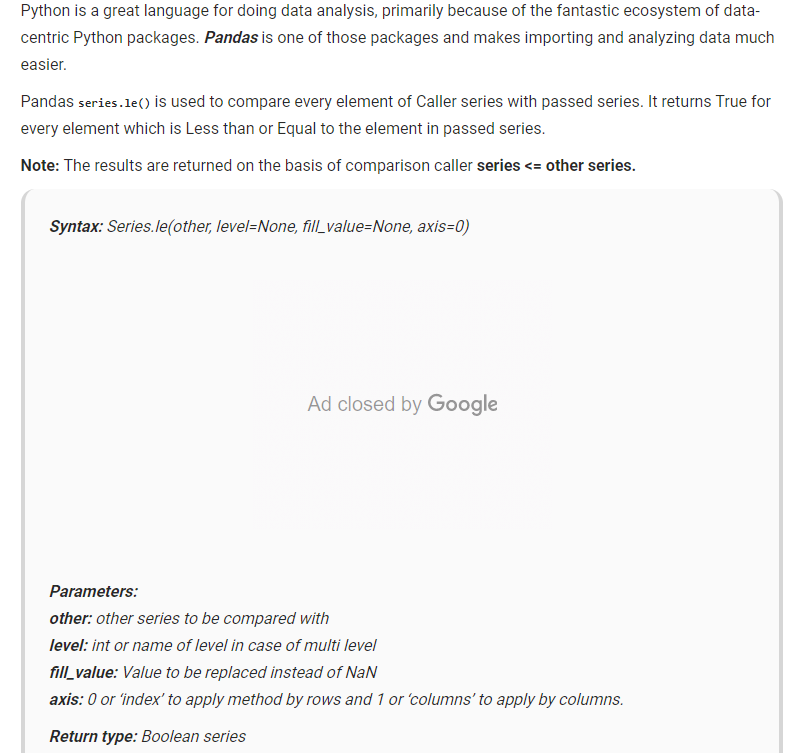 Python is a great language for doing data analysis, primarily because of the fantastic ecosystem of data-
centric Python packages. Pandas is one of those packages and makes importing and analyzing data much
easier.
Pandas series.le() is used to compare every element of Caller series with passed series. It returns True for
every element which is Less than or Equal to the element in passed series.
Note: The results are returned on the basis of comparison caller series <= other series.
Syntax: Series.le(other, level=None, fill_value=None, axis=0)
Ad closed by Google
Parameters:
other: other series to be compared with
level: int or name of level in case of multi level
fill_value: Value to be replaced instead of NaN
axis: 0 or ‘index’ to apply method by rows and 1 or ‘columns’ to apply by columns.
Return type: Boolean series